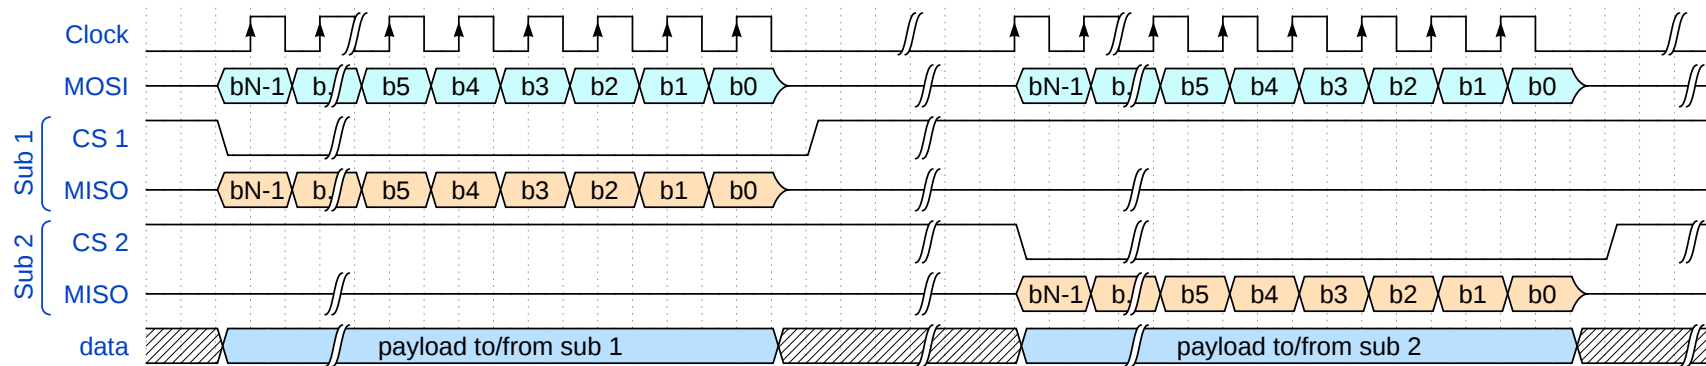 Clock
MOSI bN-1 b. b5 b4 b3 b2 b1 b0 bN-1 b. b5 b4 b3 b2 b1 b0
Sub 1
CS 1
MISO bN-1 b. b5 b4 b3 b2 b1 b0
Sub 2
CS 2
MISO bN-1 b. b5 b4 b3 b2 b1 b0
data payload to/from sub 1 payload to/from sub 2